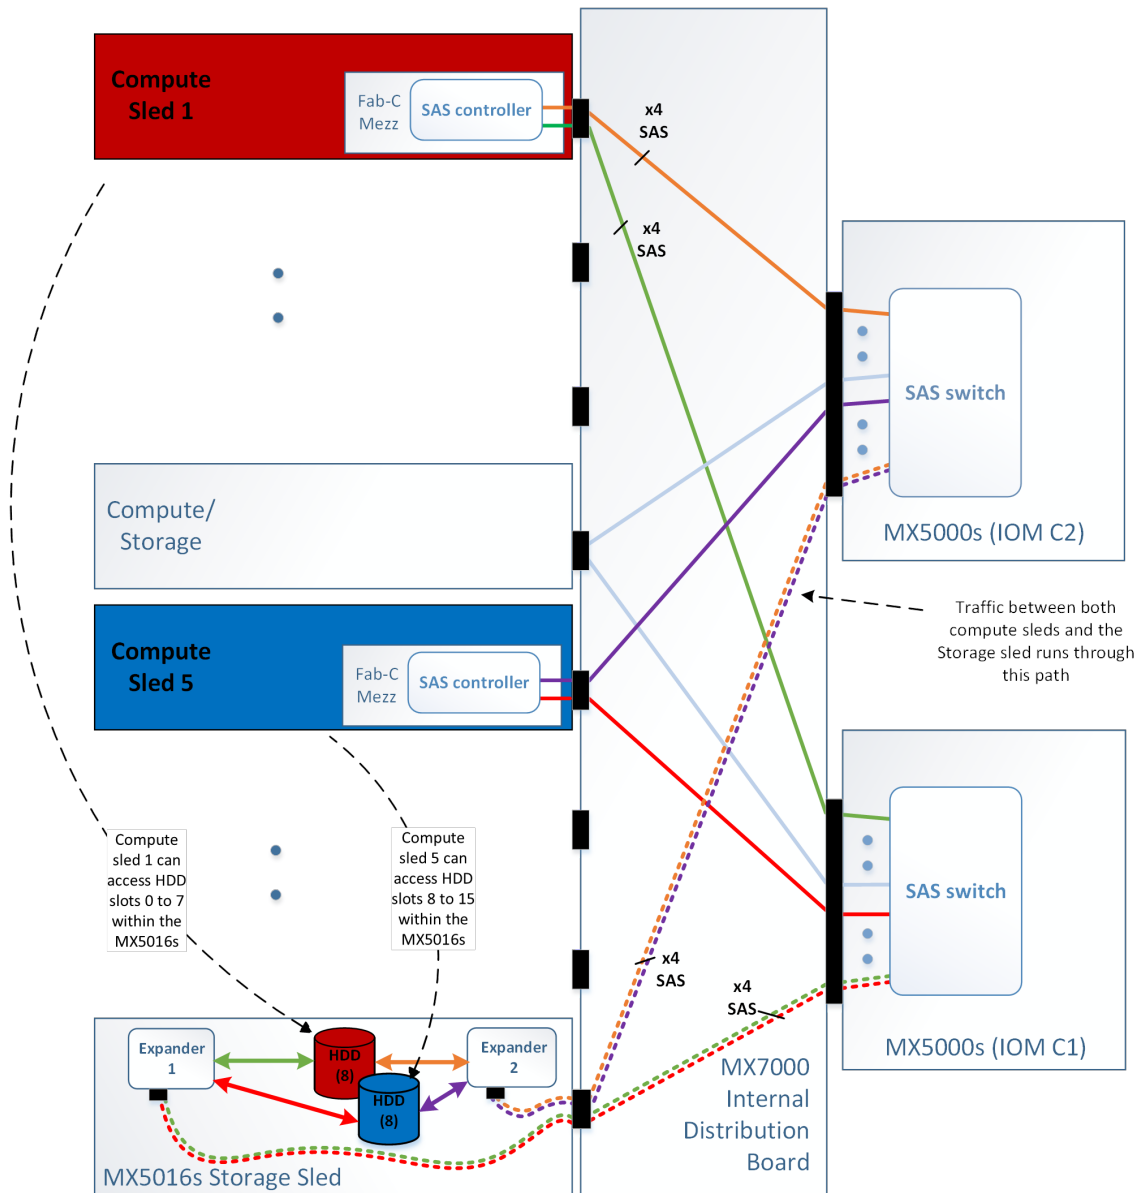 Compute
Sled 1
Fab-C
Mezz
SAS controller
x4
SAS
x4
SAS
SAS switch
MX5000s (IOM C2)
Compute/
Storage
Traffic between both
compute sleds and the
Storage sled runs through
this path
Compute
Sled 5
Fab-C
Mezz
SAS controller
Compute
sled 1 can
access HDD
slots 0 to 7
within the
MX5016s
Compute
sled 5 can
access HDD
slots 8 to 15
within the
MX5016s
SAS switch
MX5000s (IOM C1)
x4
SAS
x4
SAS
Expander
1
HDD
(8)
HDD
(8)
Expander
2
MX5016s Storage Sled
MX7000
Internal
Distribution
Board